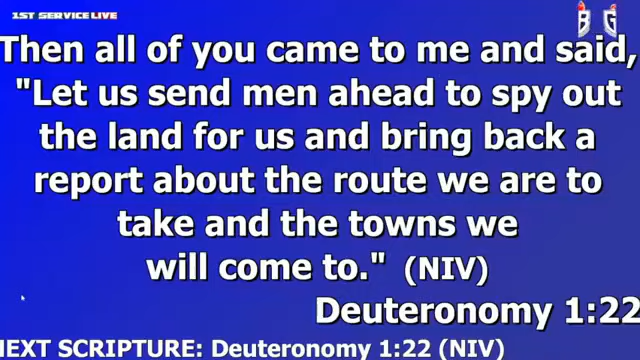 1ST SERVICE LIVE
B G
Then all of you came to me and said,
"Let us send men ahead to spy out
the land for us and bring back a
report about the route we are to
take and the towns we
will come to." (NIV)
Deuteronomy 1:22
NEXT SCRIPTURE: Deuteronomy 1:22 (NIV)